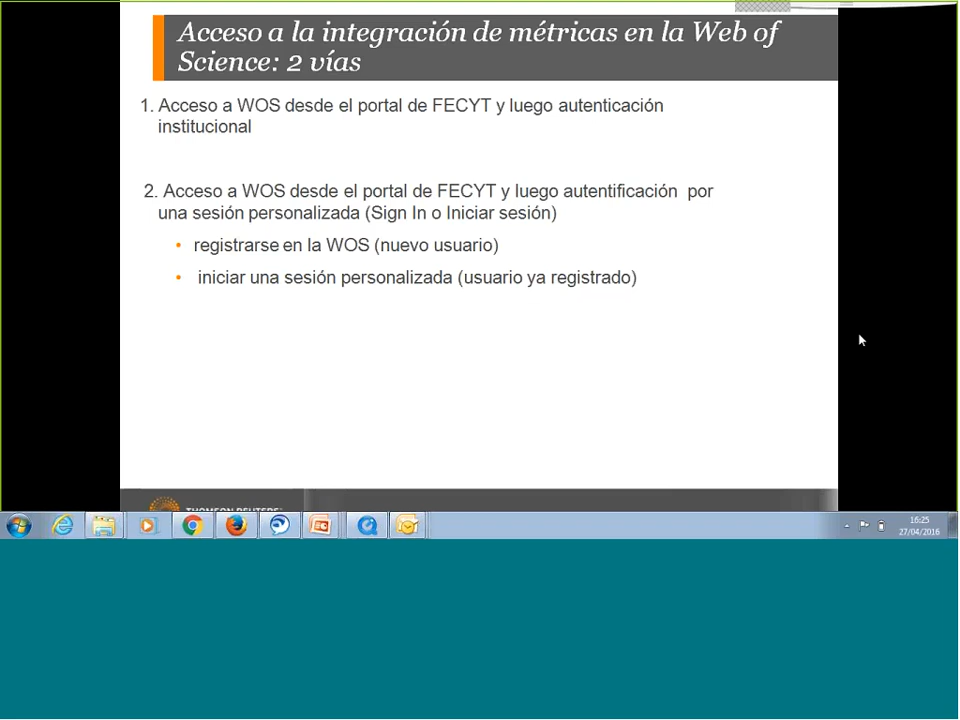 Acceso a la integración de métricas en la Web of
Science: 2 vías
1. Acceso a WOS desde el portal de FECYT y luego autenticación
institucional
2. Acceso a WOS desde el portal de FECYT y luego autentificación por
una sesión personalizada (Sign In o Iniciar sesión)
• registrarse en la WOS (nuevo usuario)
• iniciar una sesión personalizada (usuario ya registrado)
THOMSON REUTERS
16:25
27/04/2016